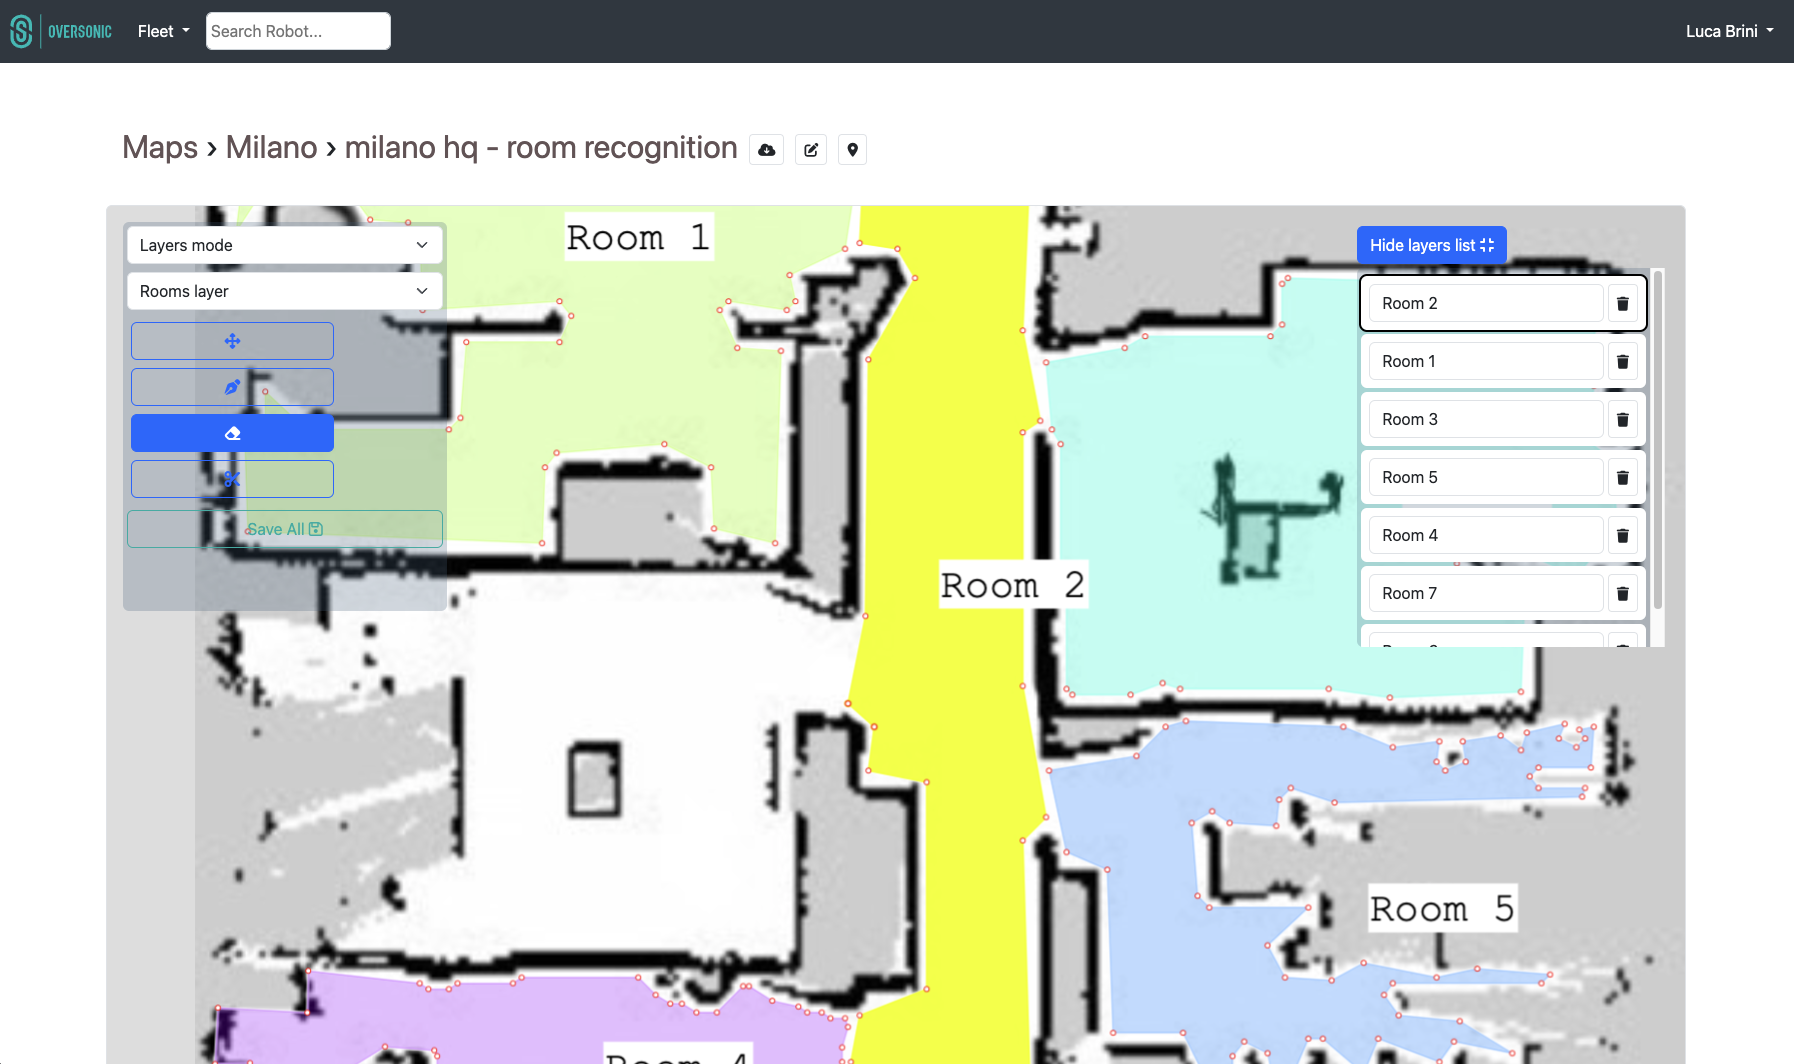 OVERSONIC
Fleet
Search Robot...
Luca Brini
Maps › Milano › milano hq - room recognition
Layers mode
Rooms layer
Save All
Hide layers list
Room 2
Room 1
Room 3
Room 5
Room 4
Room 7
Room 1
Room 2
Room 5
Room 4